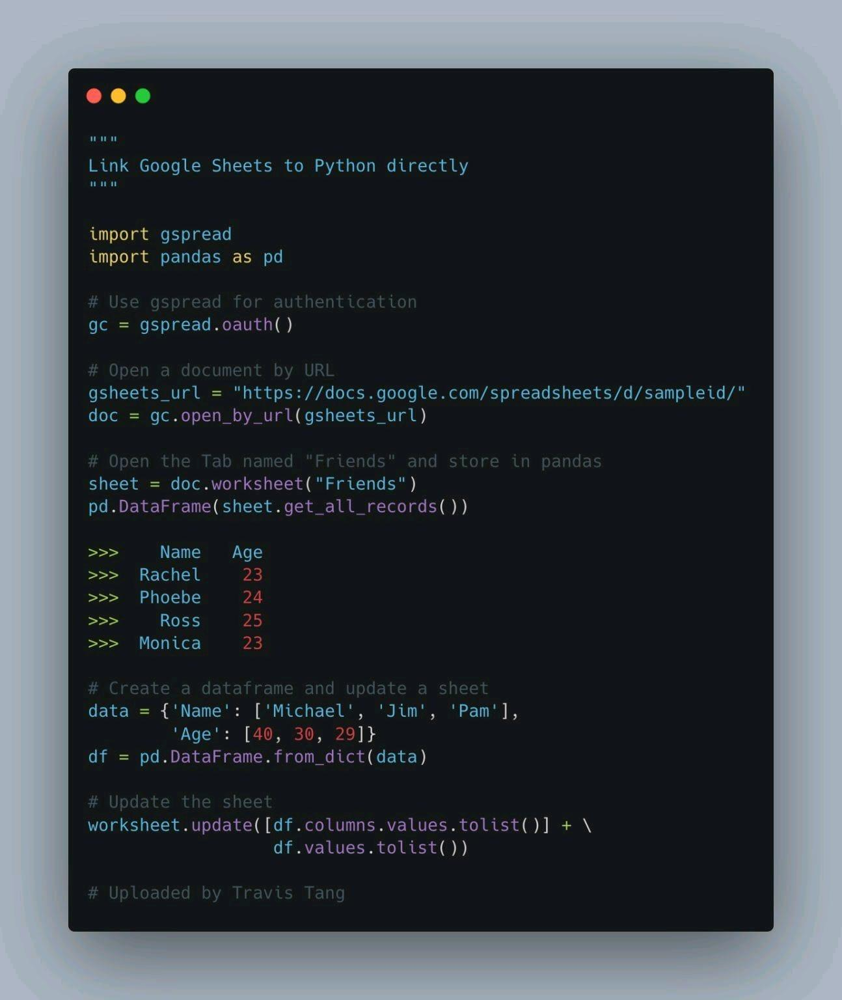 """
Link Google Sheets to Python directly
"""
import gspread
import pandas as pd
# Use gspread for authentication
gc = gspread.oauth()
# Open a document by URL
gsheets_url = "https://docs.google.com/spreadsheets/d/sampleid/"
doc = gc.open_by_url(gsheets_url)
# Open the Tab named "Friends" and store in pandas
sheet = doc.worksheet("Friends")
pd.DataFrame(sheet.get_all_records())
>>>    Name   Age
>>>  Rachel    23
>>>  Phoebe    24
>>>    Ross    25
>>>  Monica    23
# Create a dataframe and update a sheet
data = {'Name': ['Michael', 'Jim', 'Pam'],
        'Age': [40, 30, 29]}
df = pd.DataFrame.from_dict(data)
# Update the sheet
worksheet.update([df.columns.values.tolist()] + \
                  df.values.tolist())
# Uploaded by Travis Tang